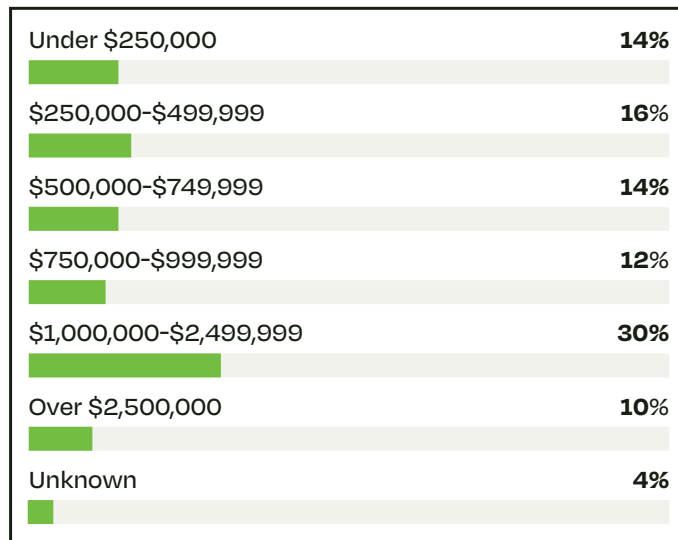 Under $250,000 14%
$250,000-$499,999 16%
$500,000-$749,999 14%
$750,000-$999,999 12%
$1,000,000-$2,499,999 30%
Over $2,500,000 10%
Unknown 4%